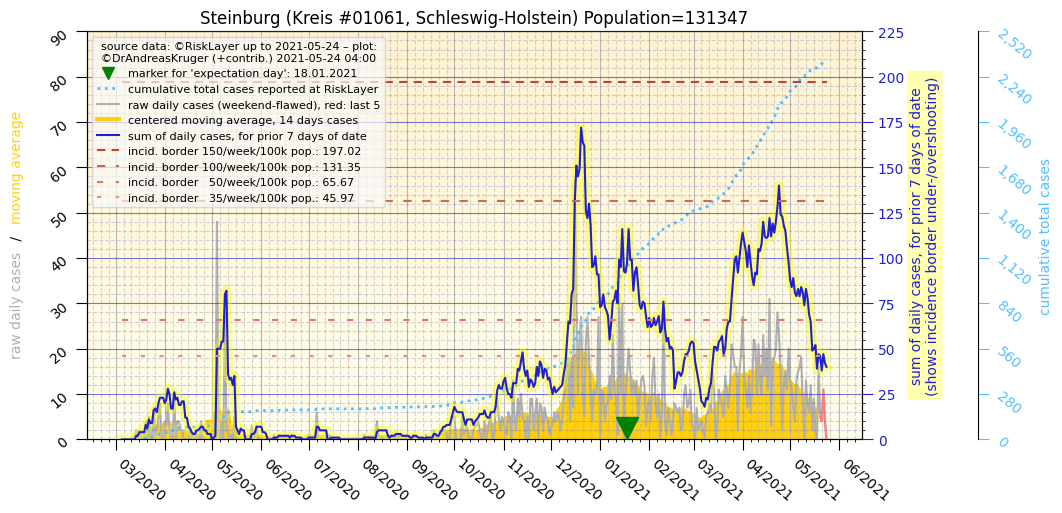 Steinburg (Kreis #01061, Schleswig-Holstein) Population=131347
source data: ©RiskLayer up to 2021-05-24 – plot:
©DrAndreasKruger (+contrib.) 2021-05-24 04:00
marker for 'expectation day': 18.01.2021
cumulative total cases reported at RiskLayer
raw daily cases (weekend-flawed), red: last 5
centered moving average, 14 days cases
sum of daily cases, for prior 7 days of date
incid. border 150/week/100k pop.: 197.02
incid. border 100/week/100k pop.: 131.35
incid. border 50/week/100k pop.: 65.67
incid. border 35/week/100k pop.: 45.97
raw daily cases / moving average
90
80
70
60
50
40
30
20
10
0
03/2020
04/2020
05/2020
06/2020
07/2020
08/2020
09/2020
10/2020
11/2020
12/2020
01/2021
02/2021
03/2021
04/2021
05/2021
06/2021
225
200
175
150
125
100
75
50
25
0
sum of daily cases, for prior 7 days of date
(shows incidence border under-/overshooting)
2,520
2,240
1,960
1,680
1,400
1,120
840
560
280
0
cumulative total cases